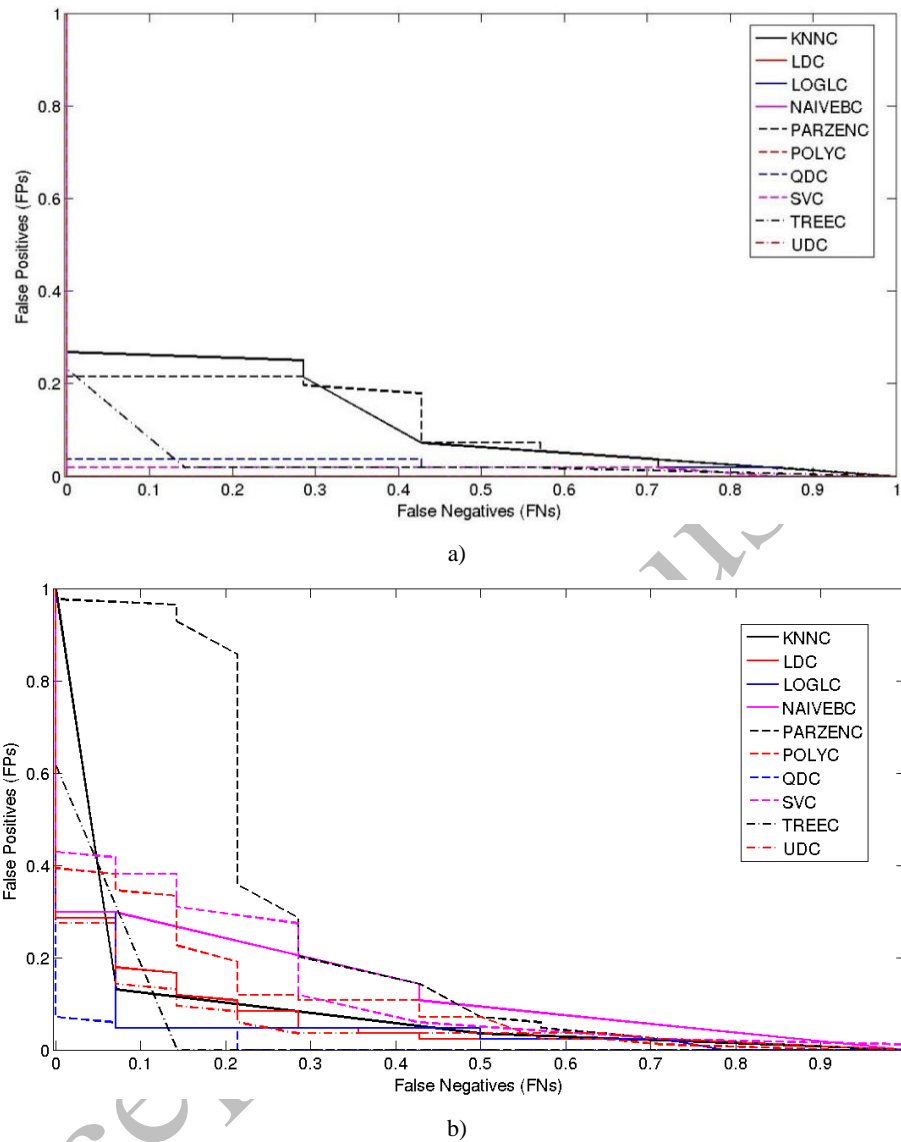 1
0.8
0.6
0.4
0.2
0
False Positives (FPs)
KNNC
LDC
LOGLC
NAIVEBC
PARZENC
POLYC
QDC
SVC
TREEC
UDC
0 0.1 0.2 0.3 0.4 0.5 0.6 0.7 0.8 0.9 1
False Negatives (FNs)
a)
1
0.8
0.6
0.4
0.2
0
False Positives (FPs)
KNNC
LDC
LOGLC
NAIVEBC
PARZENC
POLYC
QDC
SVC
TREEC
UDC
0 0.1 0.2 0.3 0.4 0.5 0.6 0.7 0.8 0.9
False Negatives (FNs)
b)